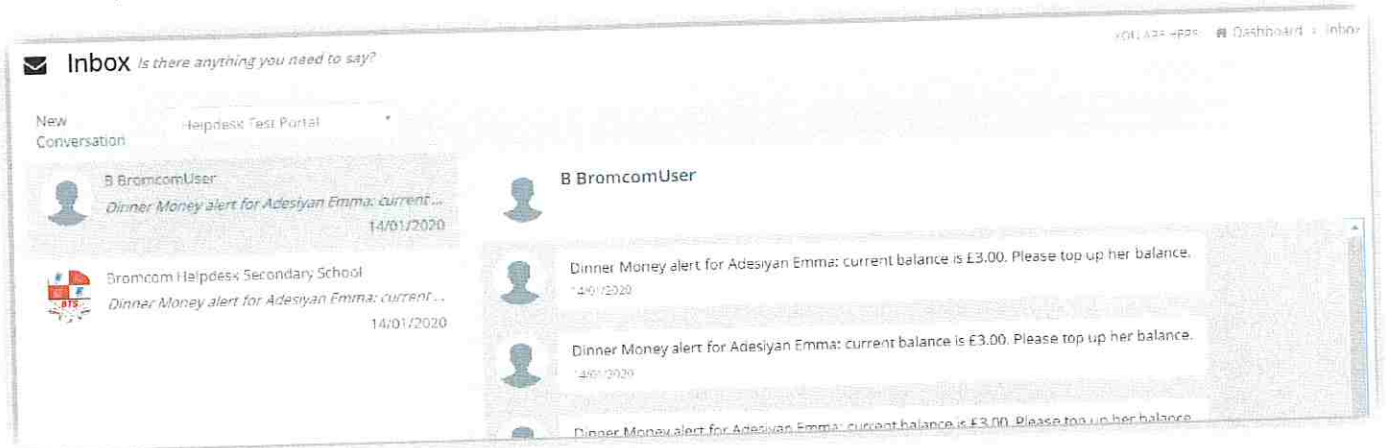 Inbox Is there anything you need to say?
YOU ARE HERE: Dashboard > Inbox
New
Conversation
Helpdesk Test Portal
B BromcomUser
Dinner Money alert for Adesiyan Emma: current ...
14/01/2020
Bromcom Helpdesk Secondary School
Dinner Money alert for Adesiyan Emma: current ...
14/01/2020
BTS
B BromcomUser
Dinner Money alert for Adesiyan Emma: current balance is £3.00. Please top up her balance.
14/01/2020
Dinner Money alert for Adesiyan Emma: current balance is £3.00. Please top up her balance.
14/01/2020
Dinner Money alert for Adesiyan Emma: current balance is £3.00. Please top up her balance.